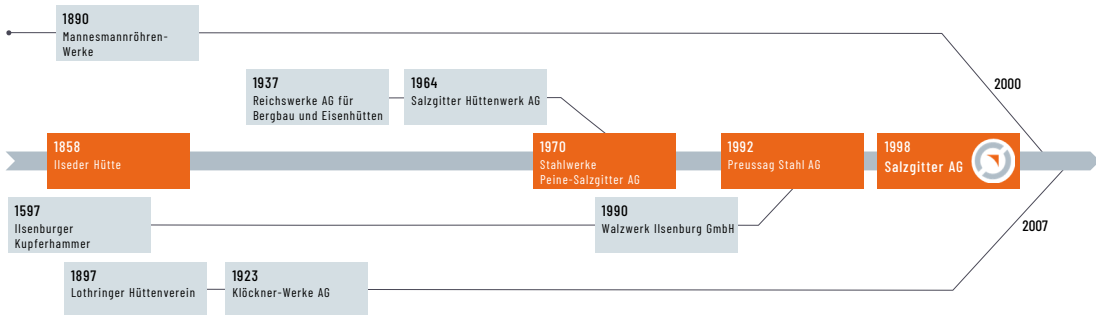 1890
Mannesmannröhren-
Werke
2000
1937
Reichswerke AG für
Bergbau und Eisenhütten
1964
Salzgitter Hüttenwerk AG
1858
Ilseder Hütte
1970
Stahlwerke
Peine-Salzgitter AG
1992
Preussag Stahl AG
1998
Salzgitter AG
1597
Ilsenburger
Kupferhammer
1990
Walzwerk Ilsenburg GmbH
2007
1897
Lothringer Hüttenverein
1923
Klöckner-Werke AG